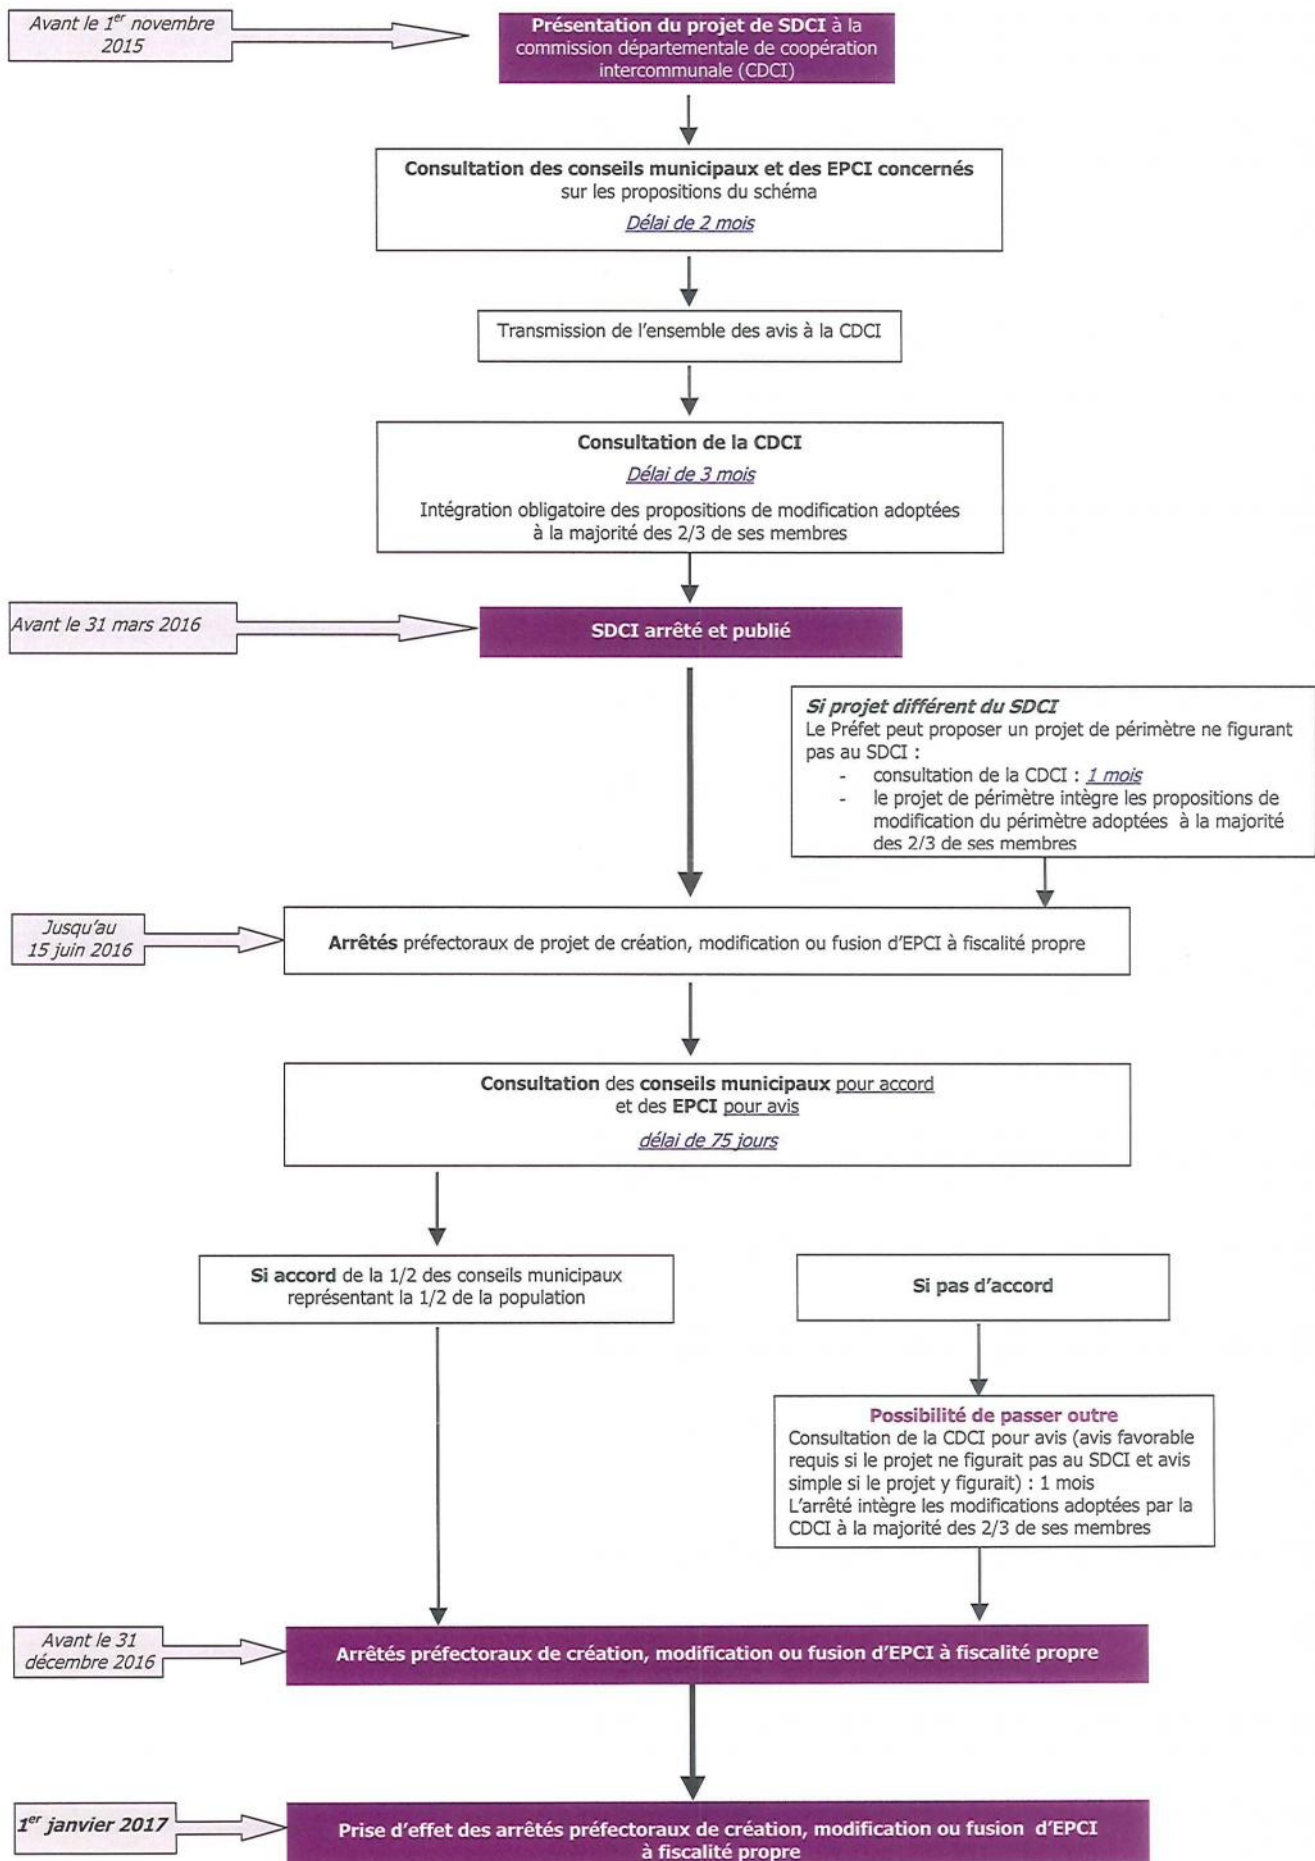 Avant le 1er novembre
2015
Présentation du projet de SDCI à la
commission départementale de coopération
intercommunale (CDCI)
Consultation des conseils municipaux et des EPCI concernés
sur les propositions du schéma
Délai de 2 mois
Transmission de l'ensemble des avis à la CDCI
Consultation de la CDCI
Délai de 3 mois
Intégration obligatoire des propositions de modification adoptées
à la majorité des 2/3 de ses membres
Avant le 31 mars 2016
SDCI arrêté et publié
Si projet différent du SDCI
Le Préfet peut proposer un projet de périmètre ne figurant
pas au SDCI :
- consultation de la CDCI : 1 mois
- le projet de périmètre intègre les propositions de
modification du périmètre adoptées à la majorité
des 2/3 de ses membres
Jusqu'au
15 juin 2016
Arrêtés préfectoraux de projet de création, modification ou fusion d'EPCI à fiscalité propre
Consultation des conseils municipaux pour accord
et des EPCI pour avis
délai de 75 jours
Si accord de la 1/2 des conseils municipaux
représentant la 1/2 de la population
Si pas d'accord
Possibilité de passer outre
Consultation de la CDCI pour avis (avis favorable
requis si le projet ne figurait pas au SDCI et avis
simple si le projet y figurait) : 1 mois
L'arrêté intègre les modifications adoptées par la
CDCI à la majorité des 2/3 de ses membres
Avant le 31
décembre 2016
Arrêtés préfectoraux de création, modification ou fusion d'EPCI à fiscalité propre
1er janvier 2017
Prise d'effet des arrêtés préfectoraux de création, modification ou fusion d'EPCI
à fiscalité propre